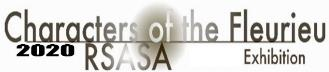 Characters of the Fleurieu
2020 RSASA Exhibition